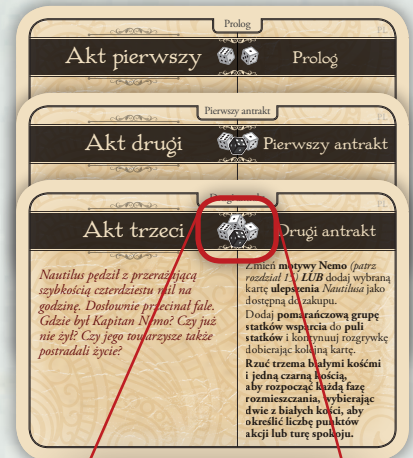 Prolog
PL
Akt pierwszy
Prolog
Pierwszy antrakt
PL
Akt drugi
Pierwszy antrakt
PL
Akt trzeci
Drugi antrakt
Nautilus pędził z przerażającą
szybkością czterdziestu mil na
godzinę. Dosłownie przecinał fale.
Gdzie był Kapitan Nemo? Czy już
nie żył? Czy jego towarzysze także
postradali życie?
Zmień motywy Nemo (patrz
rozdział 15) LUB dodaj wybraną
kartę ulepszenia Nautilusa jako
dostępną do zakupu.
Dodaj pomarańczową grupę
statków wsparcia do puli
statków i kontynuuj rozgrywkę
dobierając kolejną kartę.
Rzuć trzema białymi kośćmi
i jedną czarną kością,
aby rozpocząć każdą fazę
rozmieszczania, wybierając
dwie z białych kości, aby
określić liczbę punktów
akcji lub turę spokoju.